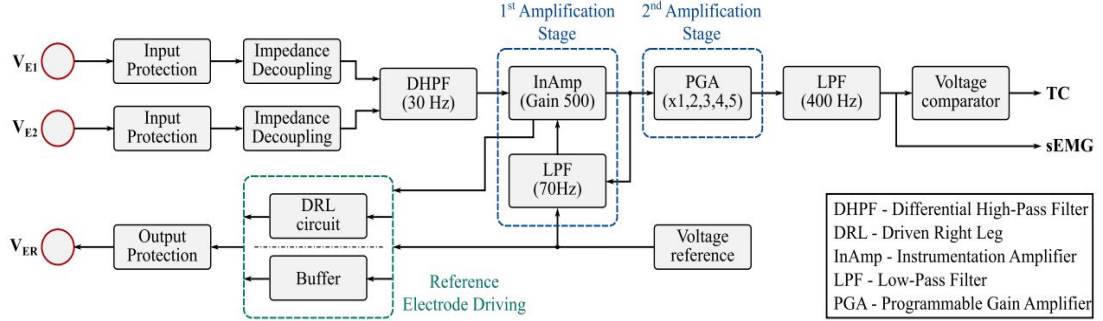 1st Amplification
Stage
2nd Amplification
Stage
VE1
Input
Protection
Impedance
Decoupling
DHPF
(30 Hz)
InAmp
(Gain 500)
PGA
(x1,2,3,4,5)
LPF
(400 Hz)
Voltage
comparator
TC
VE2
Input
Protection
Impedance
Decoupling
sEMG
LPF
(70Hz)
DRL
circuit
VER
Output
Protection
Buffer
Voltage
reference
Reference
Electrode Driving
DHPF - Differential High-Pass Filter
DRL - Driven Right Leg
InAmp - Instrumentation Amplifier
LPF - Low-Pass Filter
PGA - Programmable Gain Amplifier